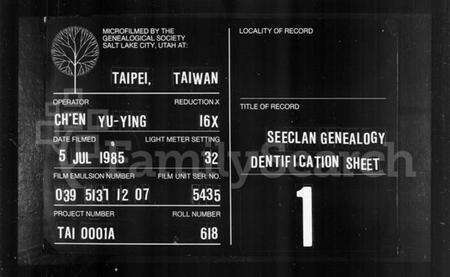 MICROFILMED BY THE
GENEALOGICAL SOCIETY
SALT LAKE CITY, UTAH AT:
TAIPEI, TAIWAN
OPERATOR REDUCTION X
CH'EN YU-YING 16X
DATE FILMED LIGHT METER SETTING
5 JUL 1985 32
FILM EMULSION NUMBER FILM UNIT SER NO.
039 5137 12 07 5435
PROJECT NUMBER ROLL NUMBER
TAI 0001A 618
LOCALITY OF RECORD
TITLE OF RECORD
SEECLAN GENEALOGY
DENTIFICATION SHEET
1
FamilySearch